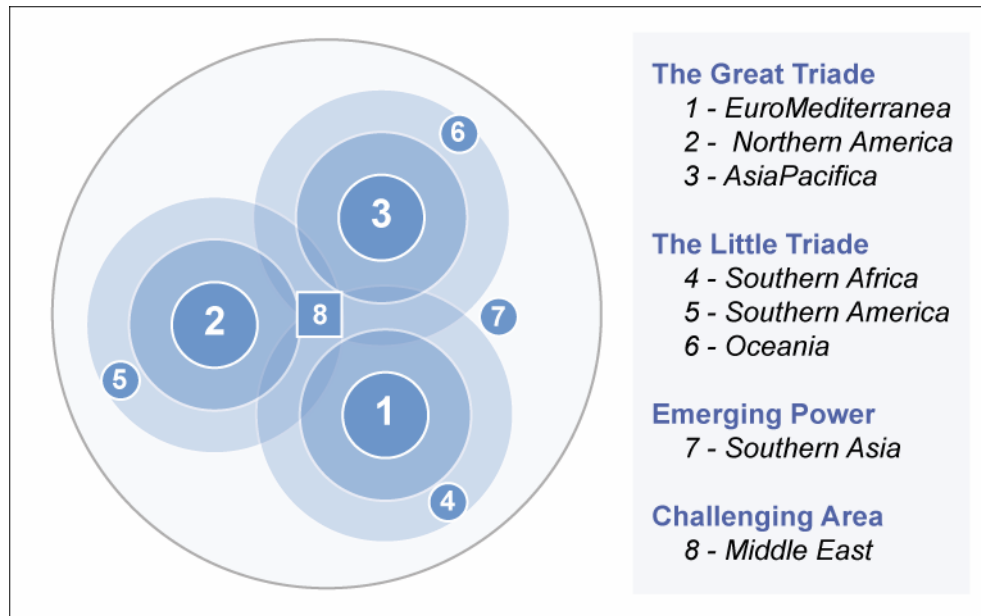 6
3
2
8
7
5
1
4
The Great Triade
1 - EuroMediterranea
2 - Northern America
3 - AsiaPacifica
The Little Triade
4 - Southern Africa
5 - Southern America
6 - Oceania
Emerging Power
7 - Southern Asia
Challenging Area
8 - Middle East